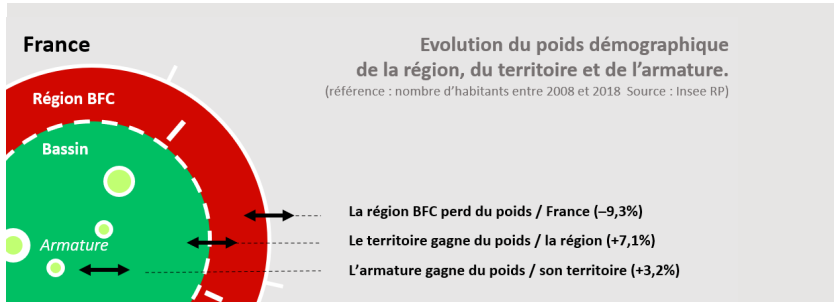 France
Evolution du poids démographique
de la région, du territoire et de l’armature.
(référence : nombre d’habitants entre 2008 et 2018 Source : Insee RP)
Région BFC
Bassin
Armature
La région BFC perd du poids / France (–9,3%)
Le territoire gagne du poids / la région (+7,1%)
L’armature gagne du poids / son territoire (+3,2%)